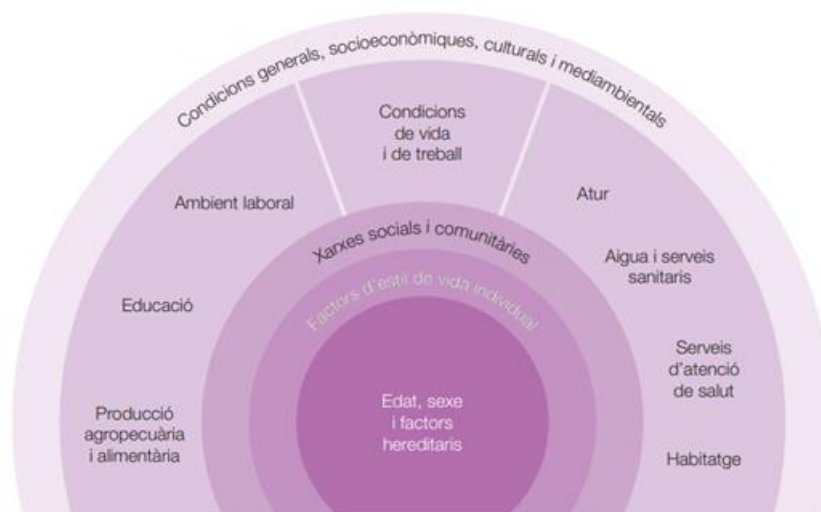 Condicions generals, socioeconòmiques, culturals i mediambientals
Condicions
de vida
i de treball
Ambient laboral
Atur
Xarxes socials i comunitàries
Aigua i serveis
sanitaris
Factors d'estil de vida individual
Educació
Serveis
d'atenció
de salut
Edat, sexe
i factors
hereditaris
Producció
agropecuària
i alimentària
Habitatge